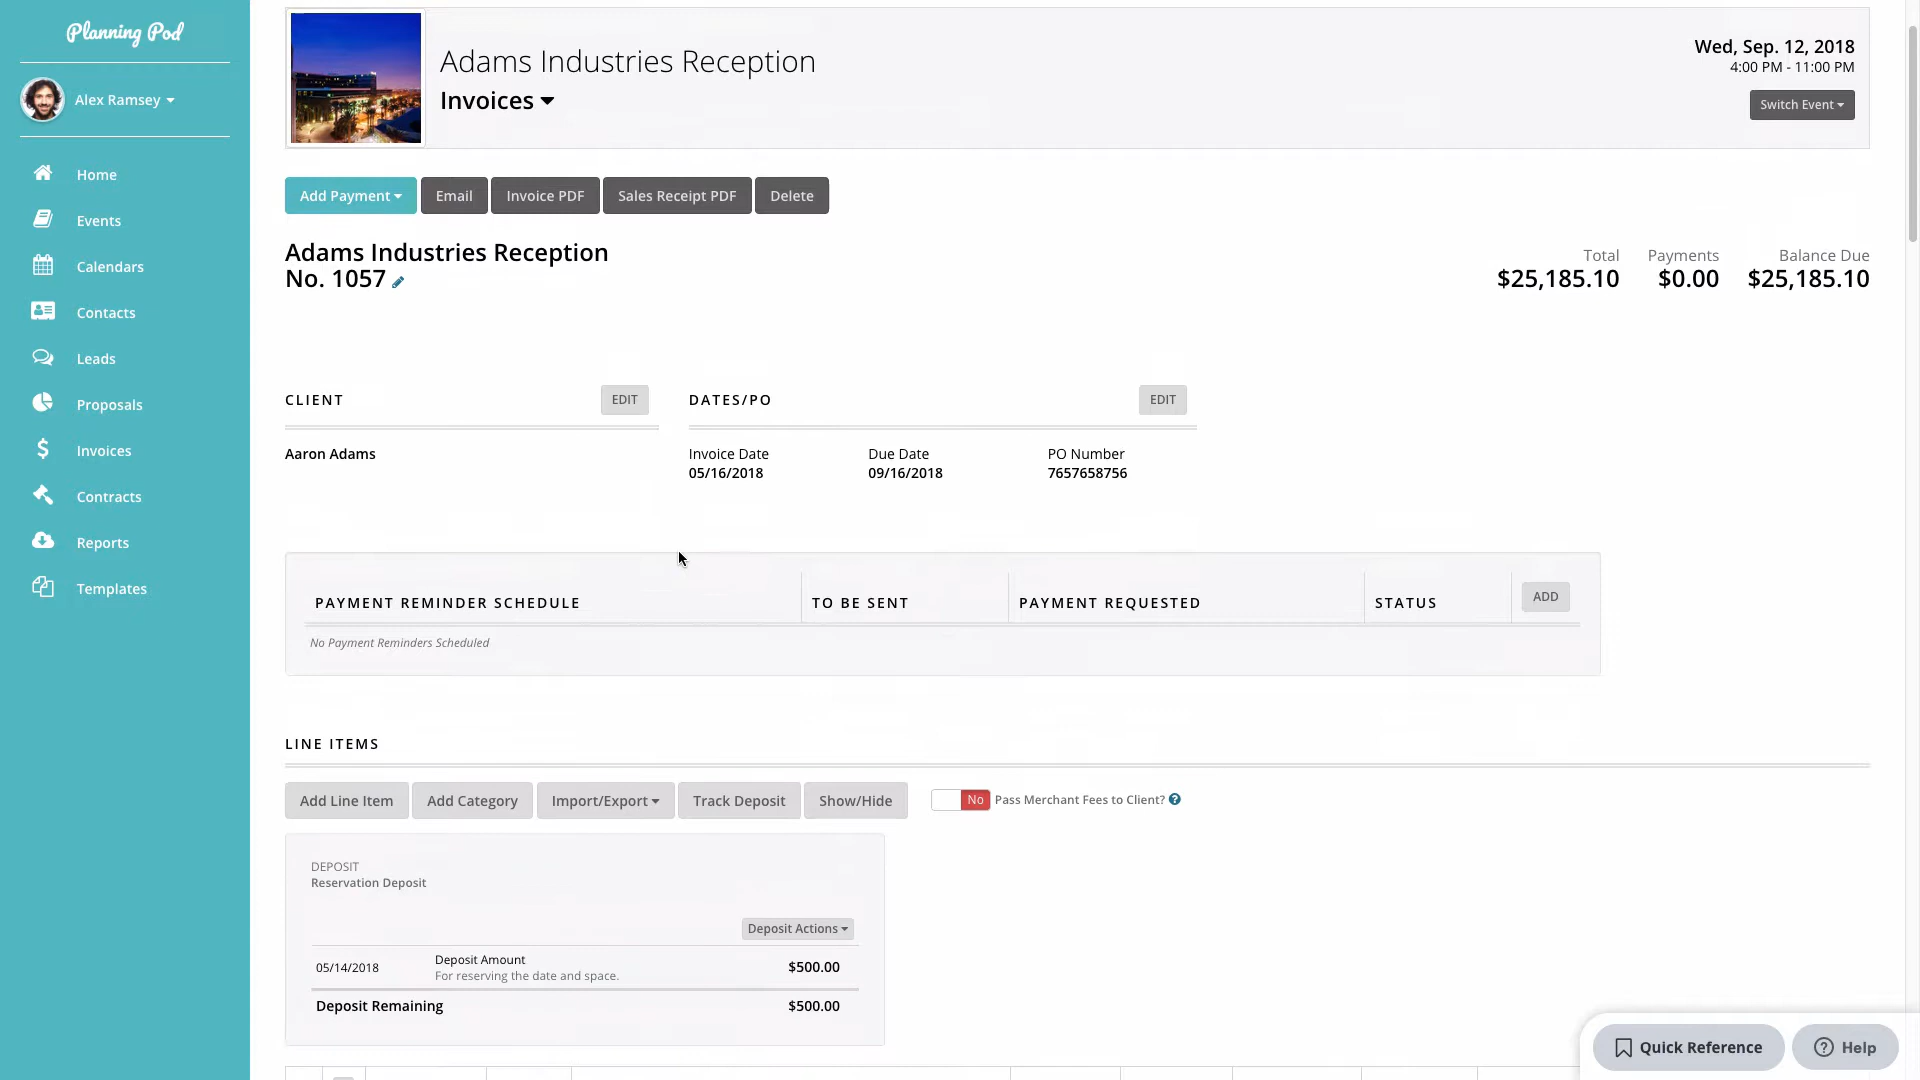 Planning Pod
Alex Ramsey
Home
Events
Calendars
Contacts
Leads
Proposals
Invoices
Contracts
Reports
Templates
Adams Industries Reception
Invoices
Wed, Sep. 12, 2018
4:00 PM - 11:00 PM
Switch Event
Add Payment
Email
Invoice PDF
Sales Receipt PDF
Delete
Adams Industries Reception
No. 1057
Total
$25,185.10
Payments
$0.00
Balance Due
$25,185.10
CLIENT
EDIT
Aaron Adams
DATES/PO
EDIT
Invoice Date
05/16/2018
Due Date
09/16/2018
PO Number
7657658756
PAYMENT REMINDER SCHEDULE
TO BE SENT
PAYMENT REQUESTED
STATUS
ADD
No Payment Reminders Scheduled
LINE ITEMS
Add Line Item
Add Category
Import/Export
Track Deposit
Show/Hide
No
Pass Merchant Fees to Client?
DEPOSIT
Reservation Deposit
Deposit Actions
05/14/2018
Deposit Amount
For reserving the date and space.
$500.00
Deposit Remaining
$500.00
Quick Reference
Help